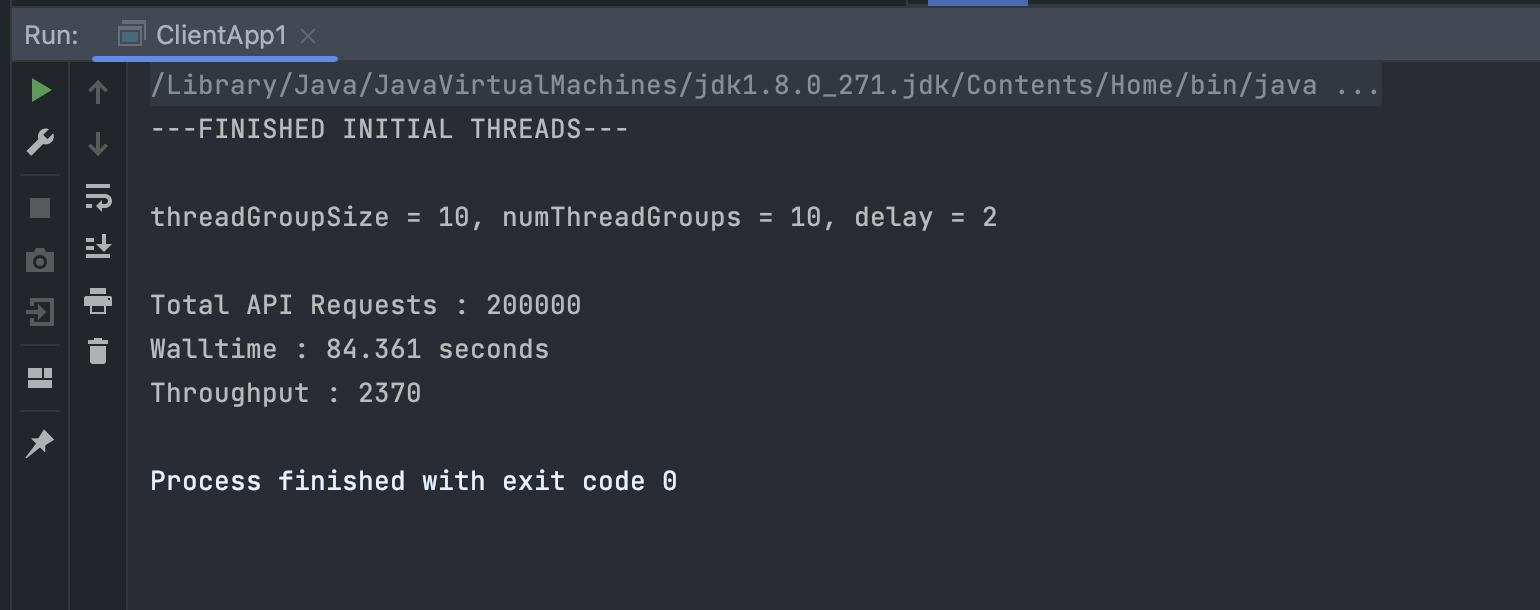 Run: ClientApp1
/Library/Java/JavaVirtualMachines/jdk1.8.0_271.jdk/Contents/Home/bin/java ...
---FINISHED INITIAL THREADS---
threadGroupSize = 10, numThreadGroups = 10, delay = 2
Total API Requests : 200000
Walltime : 84.361 seconds
Throughput : 2370
Process finished with exit code 0